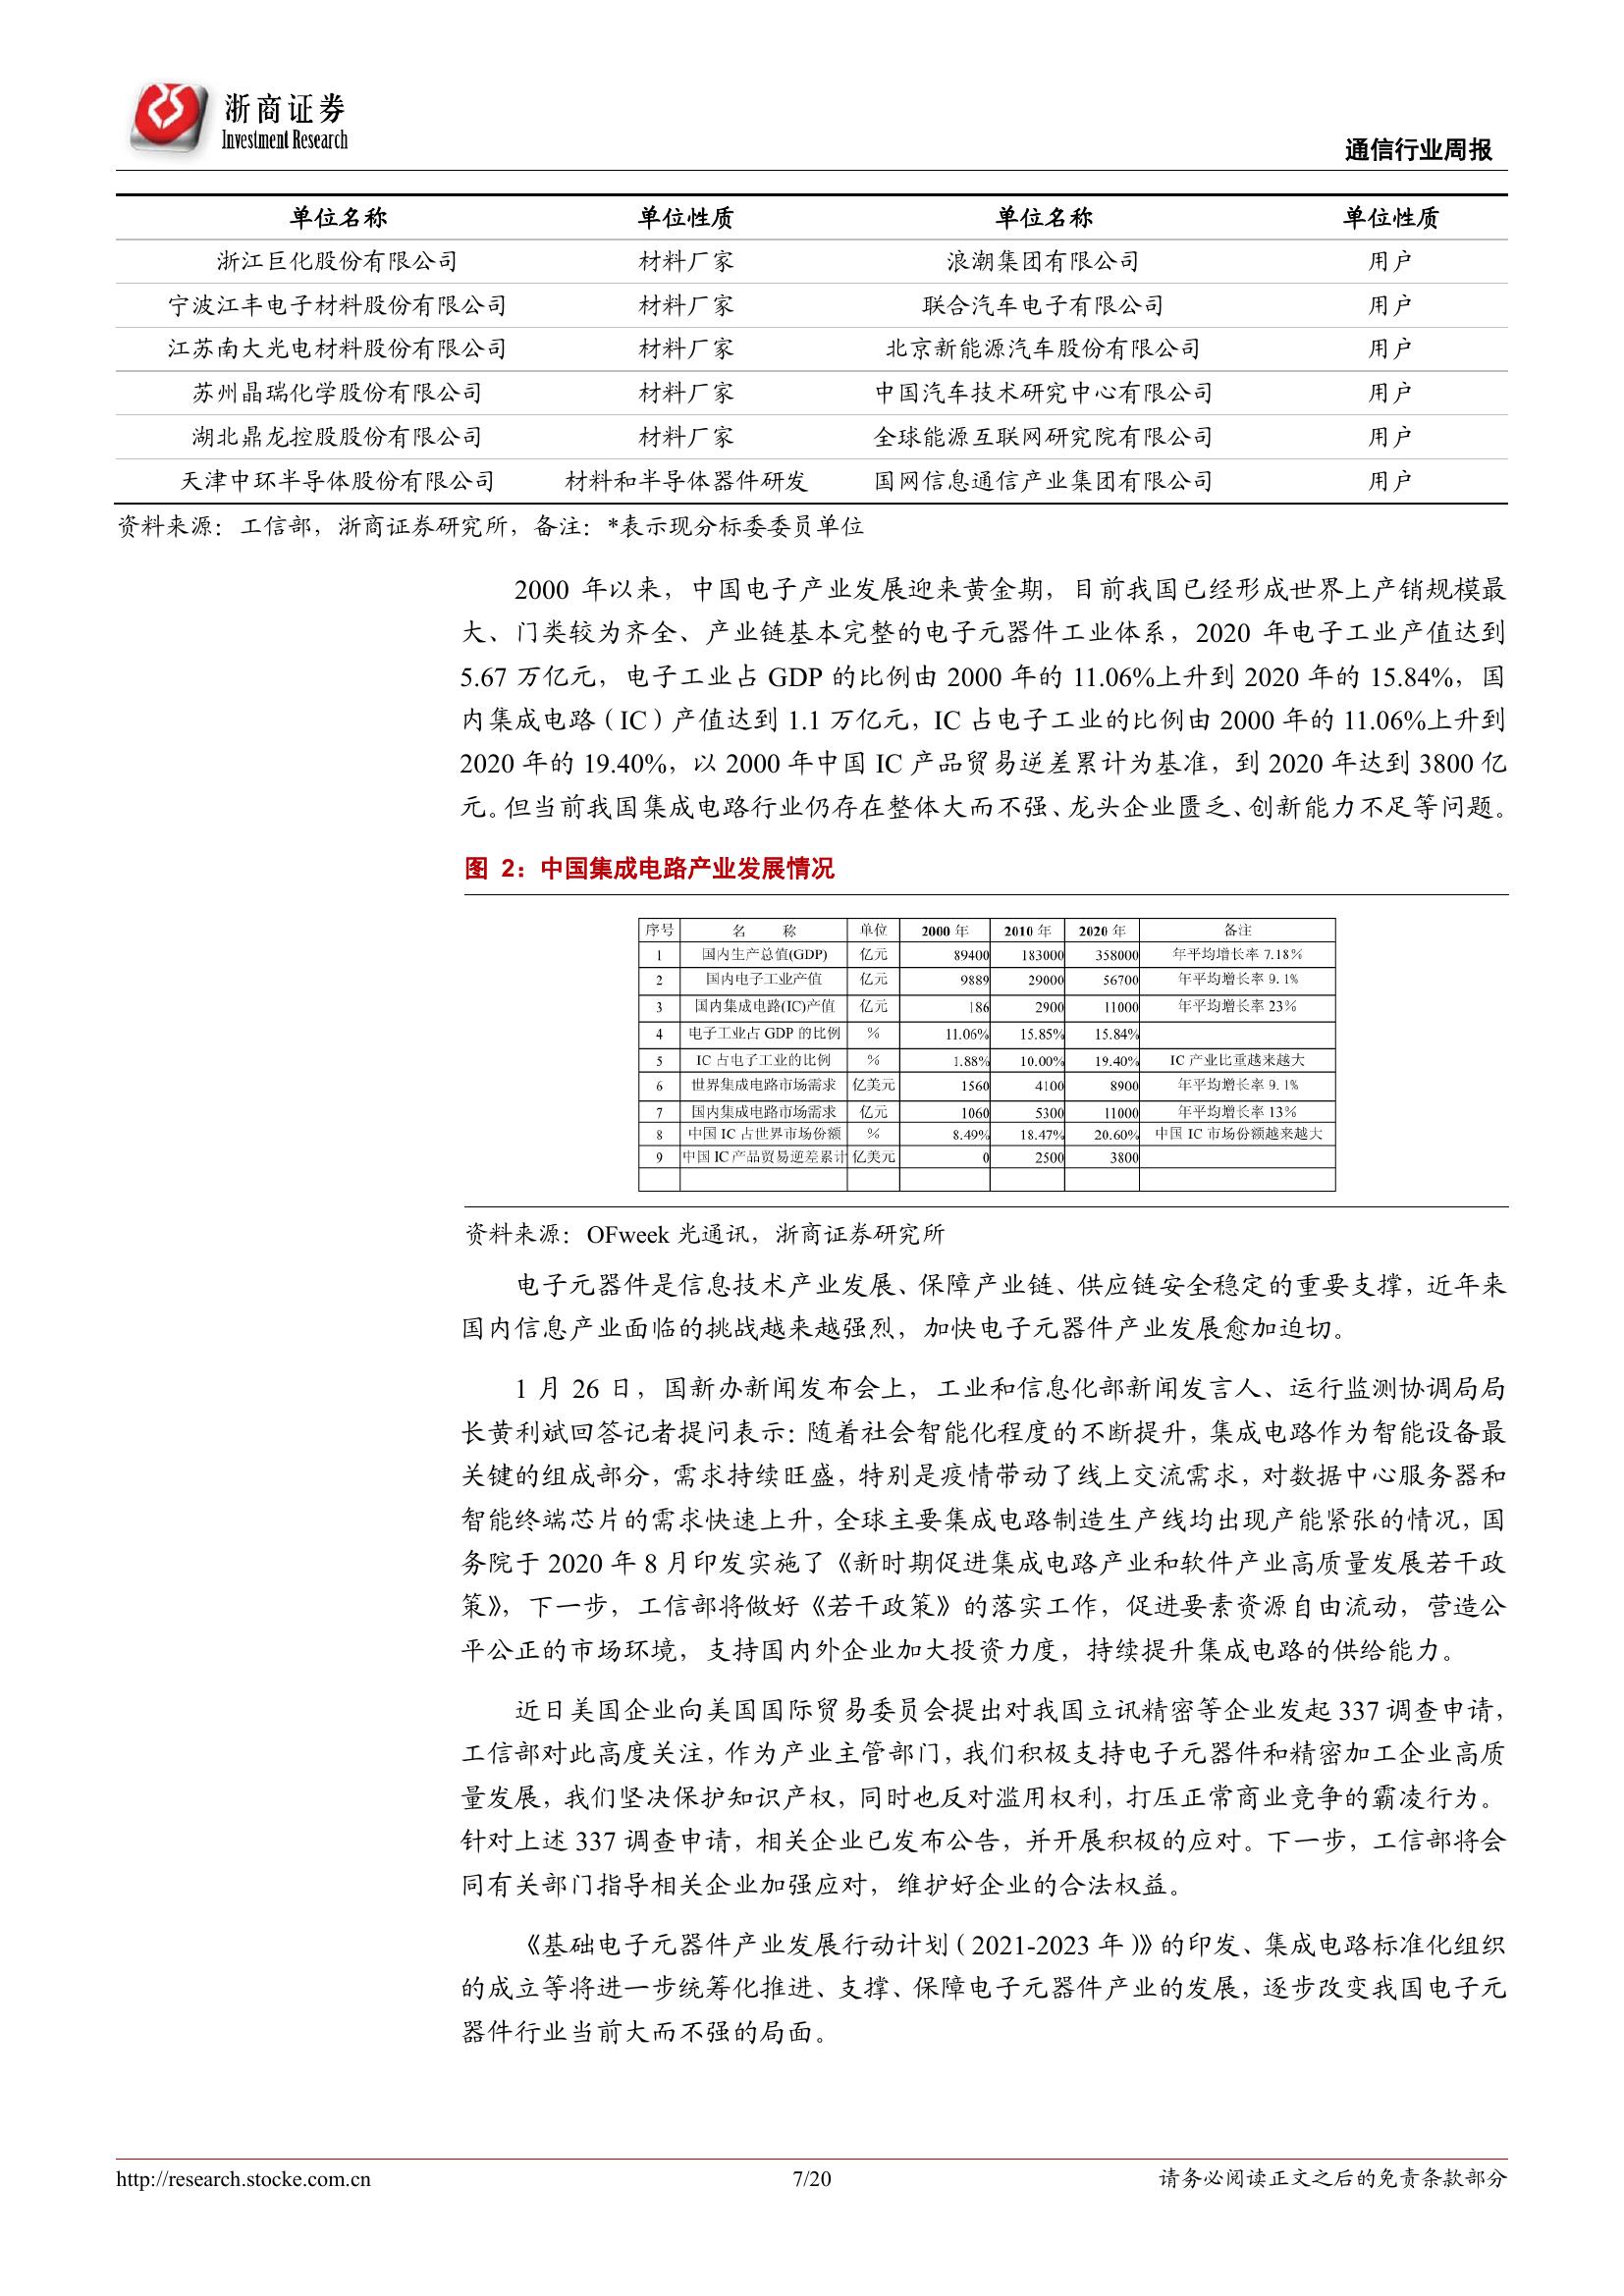 浙商证券
Investment Research
通信行业周报
单位名称 单位性质 单位名称 单位性质
浙江巨化股份有限公司 材料厂家 浪潮集团有限公司 用户
宁波江丰电子材料股份有限公司 材料厂家 联合汽车电子有限公司 用户
江苏南大光电材料股份有限公司 材料厂家 北京新能源汽车股份有限公司 用户
苏州晶瑞化学股份有限公司 材料厂家 中国汽车技术研究中心有限公司 用户
湖北鼎龙控股股份有限公司 材料厂家 全球能源互联网研究院有限公司 用户
天津中环半导体股份有限公司 材料和半导体器件研发 国网信息通信产业集团有限公司 用户
资料来源：工信部，浙商证券研究所，备注：*表示现分标委委员单位
2000 年以来，中国电子产业发展迎来黄金期，目前我国已经形成世界上产销规模最
大、门类较为齐全、产业链基本完整的电子元器件工业体系，2020 年电子工业产值达到
5.67 万亿元，电子工业占 GDP 的比例由 2000 年的 11.06%上升到 2020 年的 15.84%，国
内集成电路（IC）产值达到 1.1 万亿元，IC 占电子工业的比例由 2000 年的 11.06%上升到
2020 年的 19.40%，以 2000 年中国 IC 产品贸易逆差累计为基准，到 2020 年达到 3800 亿
元。但当前我国集成电路行业仍存在整体大而不强、龙头企业匮乏、创新能力不足等问题。
图 2：中国集成电路产业发展情况
序号 名 称 单位 2000 年 2010 年 2020 年 备注
1 国内生产总值(GDP) 亿元 89400 183000 358000 年平均增长率 7.18%
2 国内电子工业产值 亿元 9889 29000 56700 年平均增长率 9.1%
3 国内集成电路(IC)产值 亿元 186 2900 11000 年平均增长率 23%
4 电子工业占 GDP 的比例 % 11.06% 15.85% 15.84%
5 IC 占电子工业的比例 % 1.88% 10.00% 19.40% IC 产业比重越来越大
6 世界集成电路市场需求 亿美元 1560 4100 8900 年平均增长率 9.1%
7 国内集成电路市场需求 亿元 1060 5300 11000 年平均增长率 13%
8 中国 IC 占世界市场份额 % 8.49% 18.47% 20.60% 中国 IC 市场份额越来越大
9 中国 IC 产品贸易逆差累计 亿美元 0 2500 3800
资料来源：OFweek 光通讯，浙商证券研究所
电子元器件是信息技术产业发展、保障产业链、供应链安全稳定的重要支撑，近年来
国内信息产业面临的挑战越来越强烈，加快电子元器件产业发展愈加迫切。
1 月 26 日，国新办新闻发布会上，工业和信息化部新闻发言人、运行监测协调局局
长黄利斌回答记者提问表示：随着社会智能化程度的不断提升，集成电路作为智能设备最
关键的组成部分，需求持续旺盛，特别是疫情带动了线上交流需求，对数据中心服务器和
智能终端芯片的需求快速上升，全球主要集成电路制造生产线均出现产能紧张的情况，国
务院于 2020 年 8 月印发实施了《新时期促进集成电路产业和软件产业高质量发展若干政
策》，下一步，工信部将做好《若干政策》的落实工作，促进要素资源自由流动，营造公
平公正的市场环境，支持国内外企业加大投资力度，持续提升集成电路的供给能力。
近日美国企业向美国国际贸易委员会提出对我国立讯精密等企业发起 337 调查申请，
工信部对此高度关注，作为产业主管部门，我们积极支持电子元器件和精密加工企业高质
量发展，我们坚决保护知识产权，同时也反对滥用权利，打压正常商业竞争的霸凌行为。
针对上述 337 调查申请，相关企业已发布公告，并开展积极的应对。下一步，工信部将会
同有关部门指导相关企业加强应对，维护好企业的合法权益。
《基础电子元器件产业发展行动计划（2021-2023 年）》的印发、集成电路标准化组织
的成立等将进一步统筹化推进、支撑、保障电子元器件产业的发展，逐步改变我国电子元
器件行业当前大而不强的局面。
http://research.stocke.com.cn 7/20 请务必阅读正文之后的免责条款部分